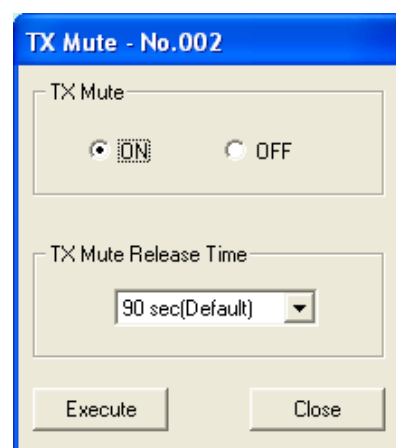 TX Mute - No.002
TX Mute
ON OFF
TX Mute Release Time
90 sec(Default)
Execute Close